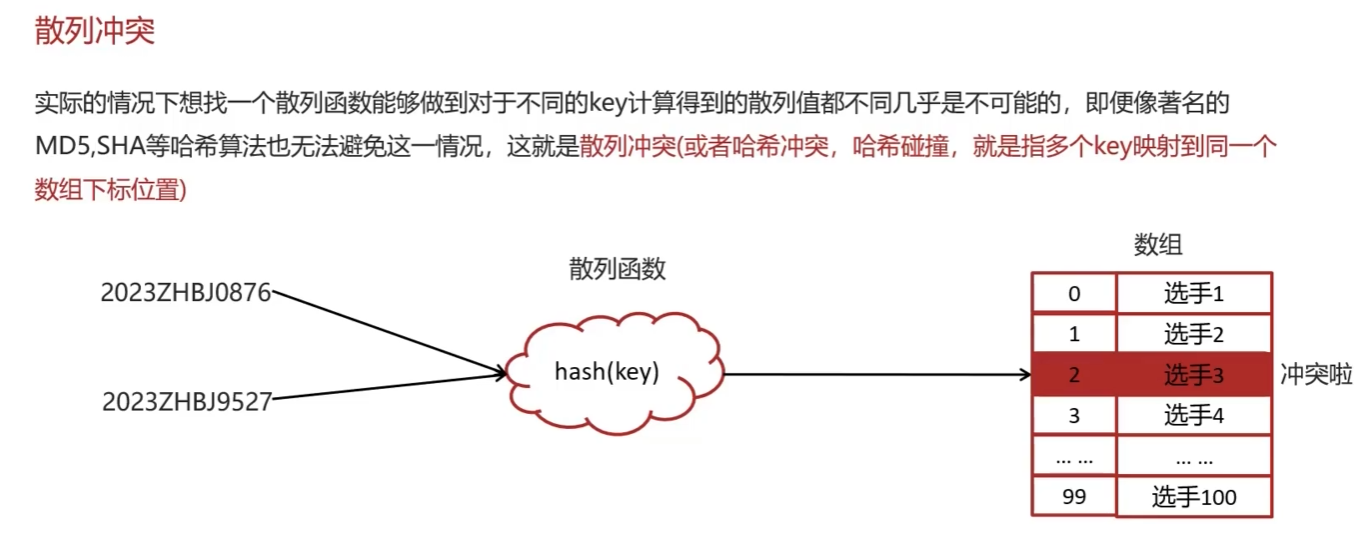 散列冲突
实际的情况下想找一个散列函数能够做到对于不同的key计算得到的散列值都不同几乎是不可能的，即便像著名的
MD5,SHA等哈希算法也无法避免这一情况，这就是散列冲突(或者哈希冲突，哈希碰撞，就是指多个key映射到同一个
数组下标位置)
数组
散列函数
2023ZHBJ0876
0 选手1
1 选手2
hash(key)
2 选手3 冲突啦
2023ZHBJ9527
3 选手4
... ... ... ...
99 选手100